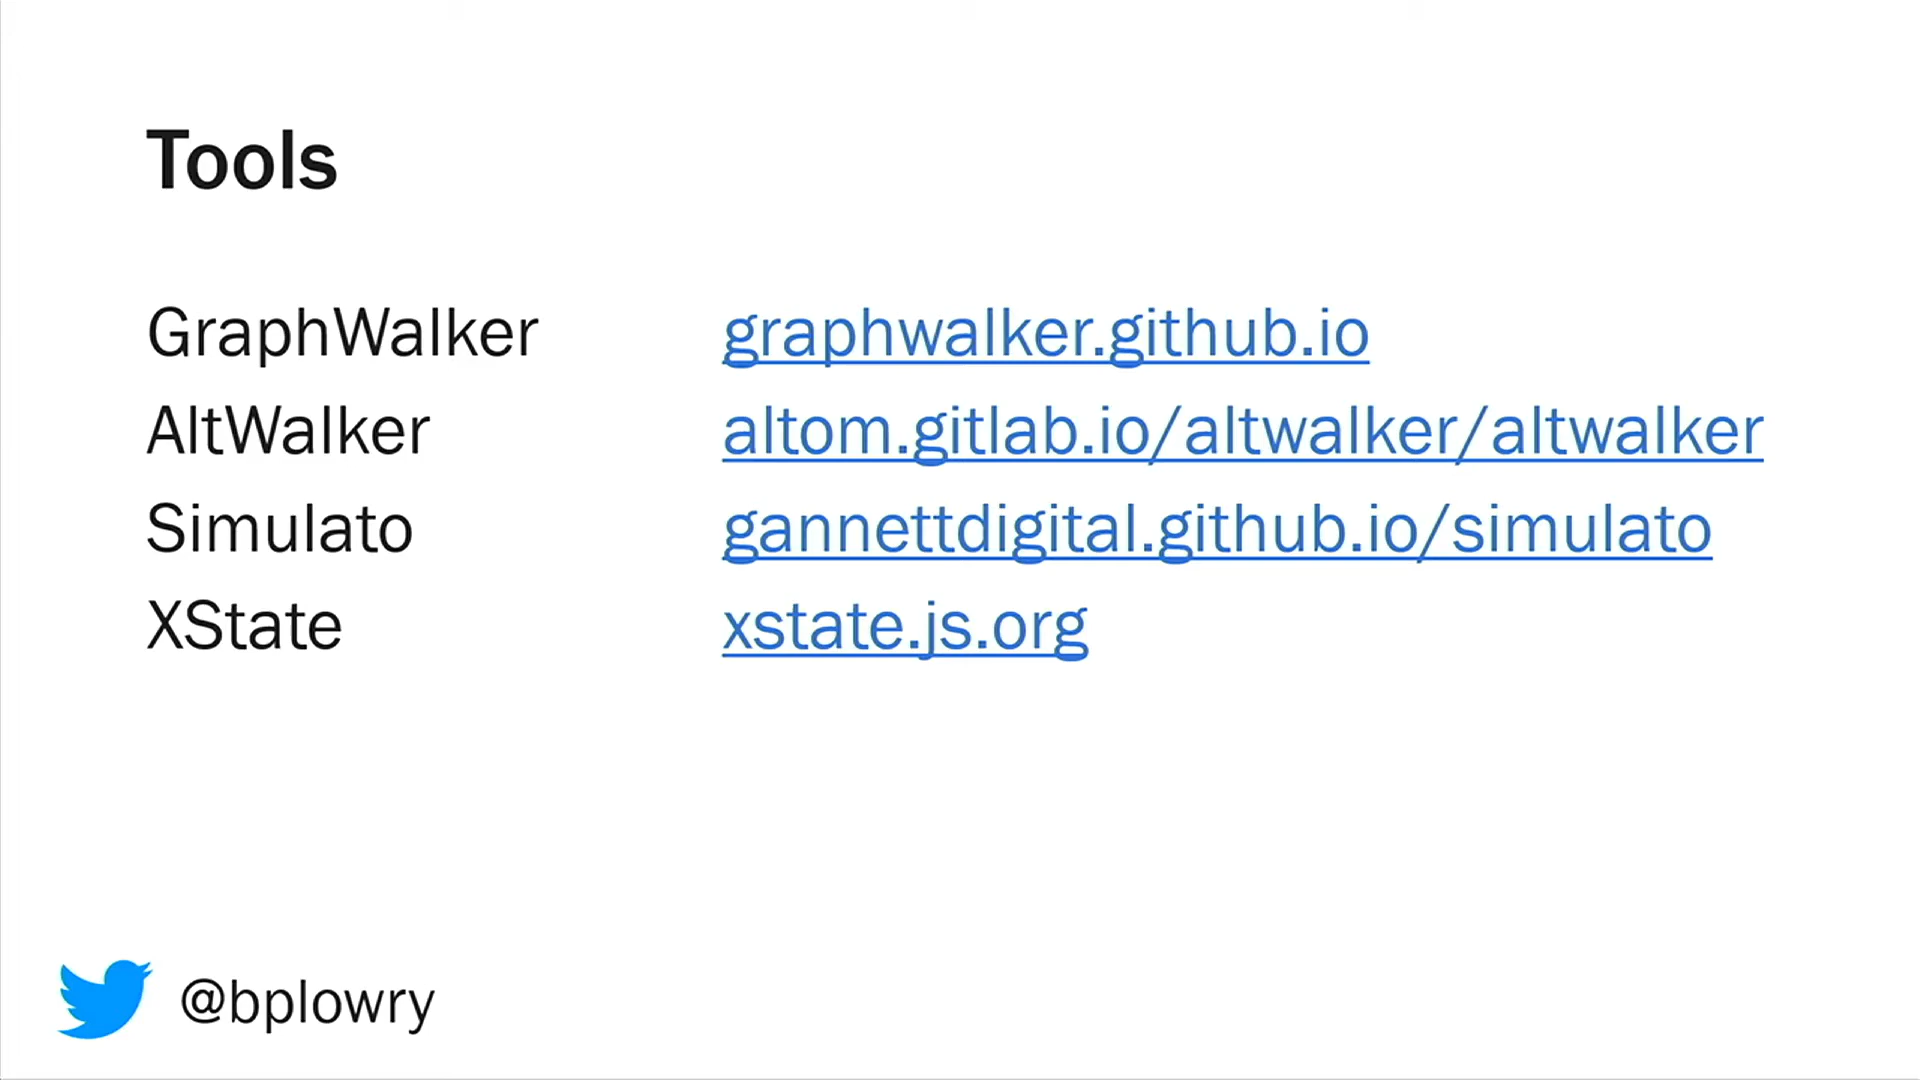 Tools
GraphWalker graphwalker.github.io
AltWalker altom.gitlab.io/altwalker/altwalker
Simulato gannettdigital.github.io/simulato
XState xstate.js.org
@bplowry